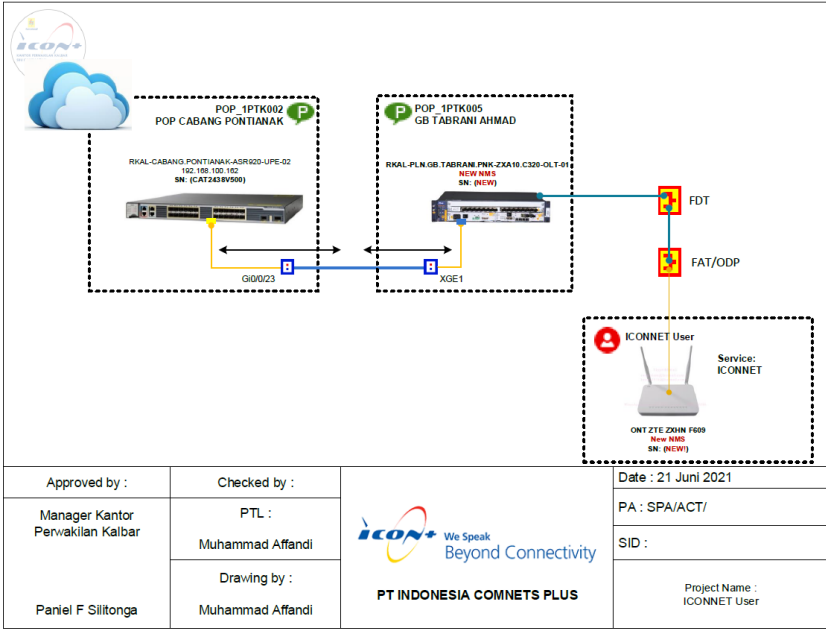 icon+
POP_1PTK002
POP CABANG PONTIANAK
P
RKAL-CABANG.PONTIANAK-ASR920-UPE-02
192.168.100.162
SN: (CAT2438V500)
Gi0/0/23
P
POP_1PTK005
GB TABRANI AHMAD
RKAL-PLN.GB.TABRANI.PNK-ZXA10.C320-OLT-01
NEW NMS
SN: (NEW)
XGE1
FDT
FAT/ODP
ICONNET User
Service:
ICONNET
ONT ZTE ZXHN F609
New NMS
SN: (NEW!)
Approved by :
Manager Kantor
Perwakilan Kalbar
Paniel F Silitonga
Checked by :
PTL :
Muhammad Affandi
Drawing by :
Muhammad Affandi
icon+ We Speak
Beyond Connectivity
PT INDONESIA COMNETS PLUS
Date : 21 Juni 2021
PA : SPA/ACT/
SID :
Project Name :
ICONNET User